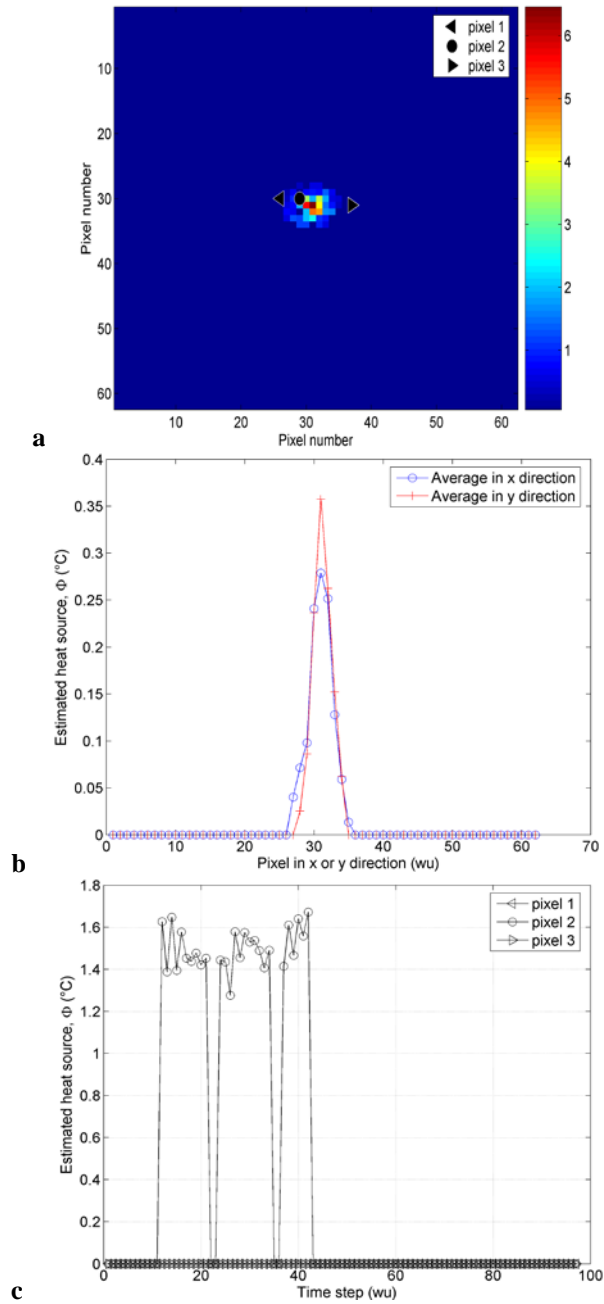 pixel 1
pixel 2
pixel 3
10
20
30
40
50
60
Pixel number
10 20 30 40 50 60
Pixel number
6
5
4
3
2
1
a
0.4
0.35
0.3
0.25
0.2
0.15
0.1
0.05
0
Estimated heat source, Φ (°C)
Average in x direction
Average in y direction
0 10 20 30 40 50 60 70
Pixel in x or y direction (wu)
b
1.8
1.6
1.4
1.2
1
0.8
0.6
0.4
0.2
0
Estimated heat source, Φ (°C)
pixel 1
pixel 2
pixel 3
0 20 40 60 80 100
Time step (wu)
c